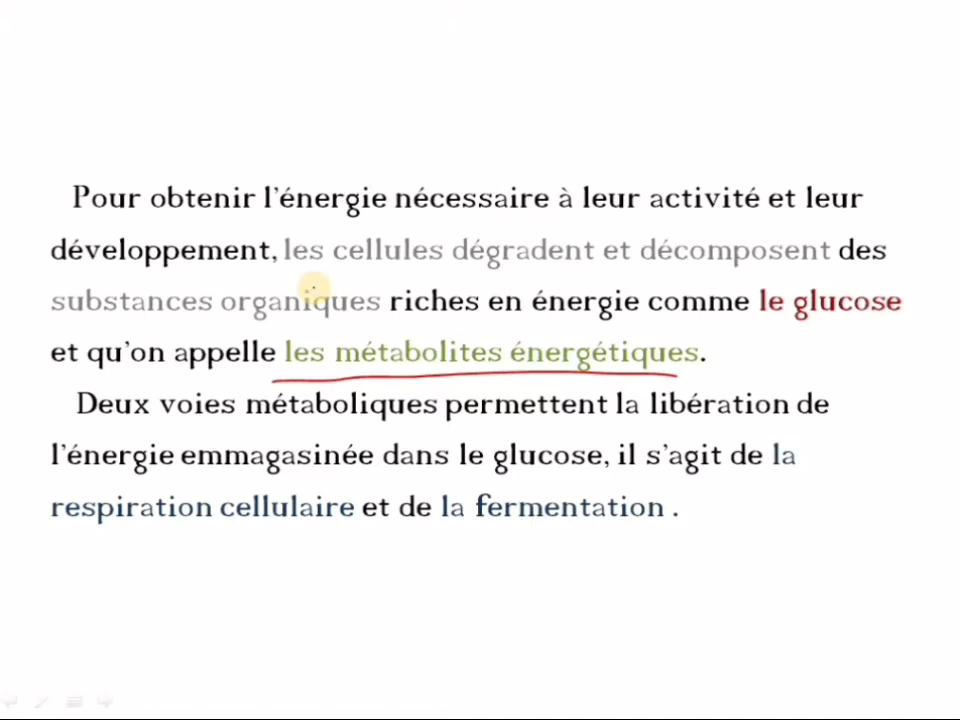 Pour obtenir l'énergie nécessaire à leur activité et leur
développement, les cellules dégradent et décomposent des
substances organiques riches en énergie comme le glucose
et qu'on appelle les métabolites énergétiques.
Deux voies métaboliques permettent la libération de
l'énergie emmagasinée dans le glucose, il s'agit de la
respiration cellulaire et de la fermentation .